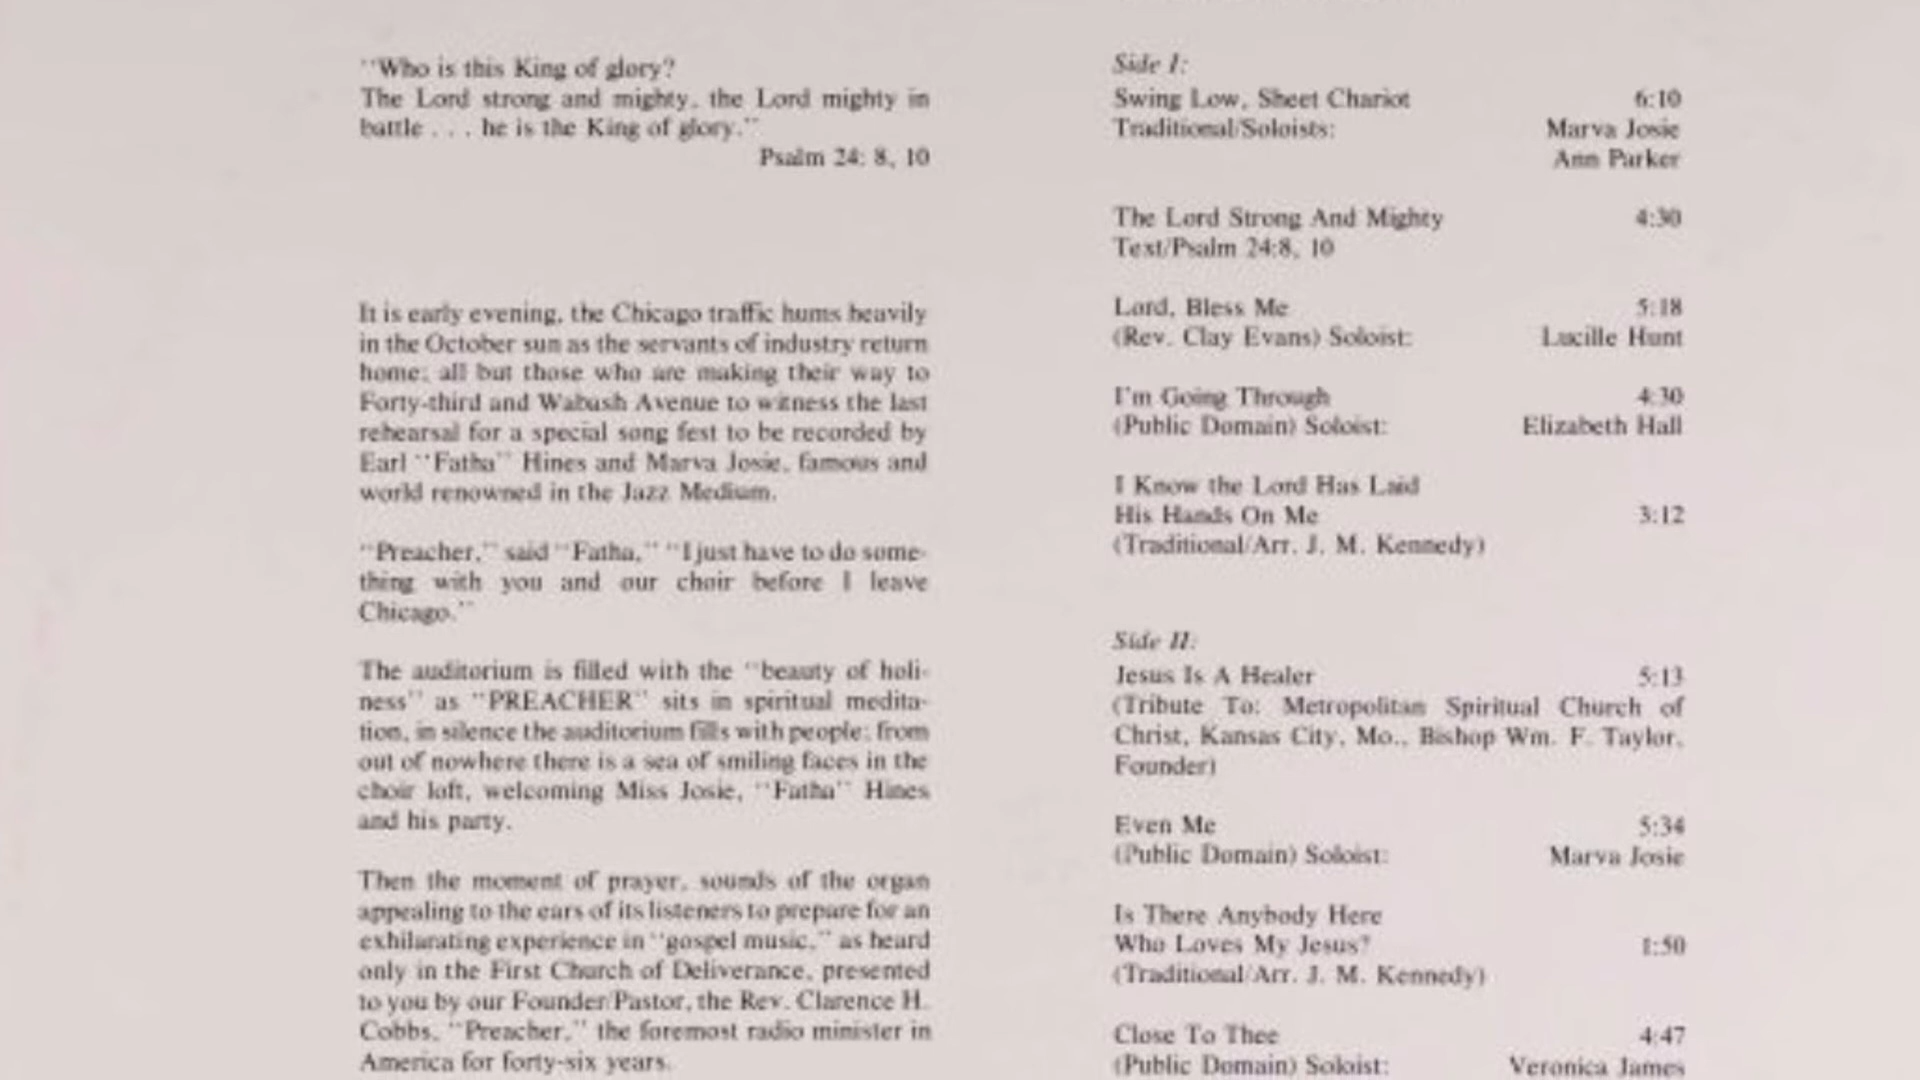 "Who is this King of glory?
The Lord strong and mighty, the Lord mighty in
battle . . . he is the King of glory."
Psalm 24: 8, 10
It is early evening, the Chicago traffic hums heavily
in the October sun as the servants of industry return
home; all but those who are making their way to
Forty-third and Wabash Avenue to witness the last
rehearsal for a special song fest to be recorded by
Earl "Fatha" Hines and Marva Josie, famous and
world renowned in the Jazz Medium.
"Preacher," said "Fatha," "I just have to do some-
thing with you and our choir before I leave
Chicago."
The auditorium is filled with the "beauty of holi-
ness" as "PREACHER" sits in spiritual medita-
tion, in silence the auditorium fills with people; from
out of nowhere there is a sea of smiling faces in the
choir loft, welcoming Miss Josie, "Fatha" Hines
and his party.
Then the moment of prayer, sounds of the organ
appealing to the ears of its listeners to prepare for an
exhilarating experience in "gospel music," as heard
only in the First Church of Deliverance, presented
to you by our Founder/Pastor, the Rev. Clarence H.
Cobbs, "Preacher," the foremost radio minister in
America for forty-six years.
Side I:
Swing Low, Sheet Chariot 6:10
Traditional/Soloists: Marva Josie
Ann Parker
The Lord Strong And Mighty 4:30
Text/Psalm 24:8, 10
Lord, Bless Me 5:18
(Rev. Clay Evans) Soloist: Lucille Hunt
I'm Going Through 4:30
(Public Domain) Soloist: Elizabeth Hall
I Know the Lord Has Laid
His Hands On Me 3:12
(Traditional/Arr. J. M. Kennedy)
Side II:
Jesus Is A Healer 5:13
(Tribute To: Metropolitan Spiritual Church of
Christ, Kansas City, Mo., Bishop Wm. F. Taylor,
Founder)
Even Me 5:34
(Public Domain) Soloist: Marva Josie
Is There Anybody Here
Who Loves My Jesus? 1:50
(Traditional/Arr. J. M. Kennedy)
Close To Thee 4:47
(Public Domain) Soloist: Veronica James